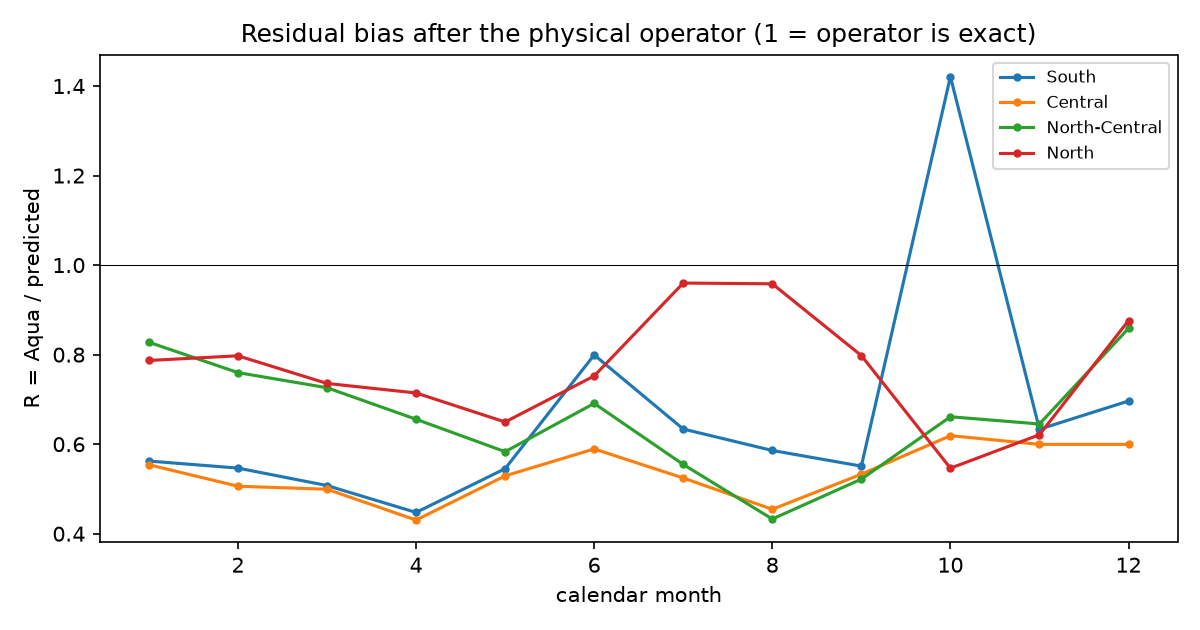 Residual bias after the physical operator (1 = operator is exact)
R = Aqua / predicted
1.4
1.2
1.0
0.8
0.6
0.4
South
Central
North-Central
North
2
4
6
8
10
12
calendar month